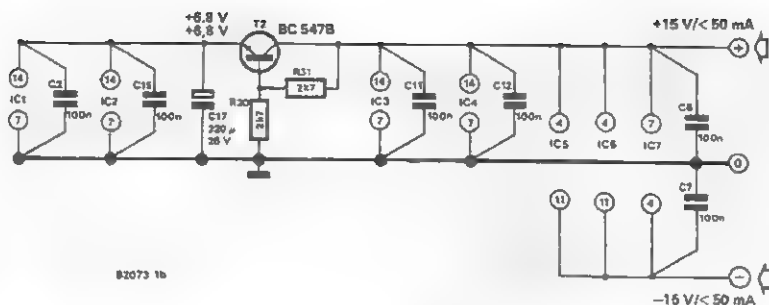 +6,8 V
+6,8 V
T2
BC 547B
+15 V/< 50 mA
R31
2k7
14
IC1
7
C2
100n
14
IC2
7
C15
100n
C17
220 µ
25 V
R30
2k7
14
IC3
7
C11
100n
14
IC4
7
C12
100n
4
IC5
4
IC6
7
IC7
C6
100n
0
11
11
4
C7
100n
82073 1b
−15 V/< 50 mA